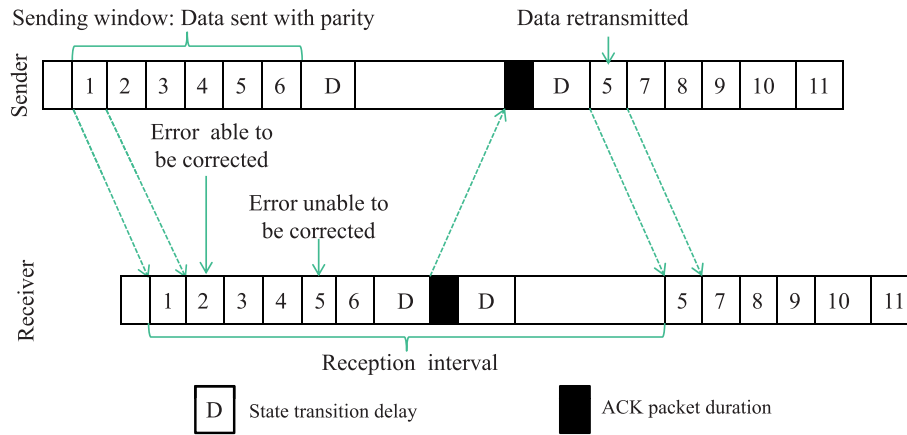 Sending window: Data sent with parity
Data retransmitted
Sender
1 2 3 4 5 6 D D 5 7 8 9 10 11
Error able to
be corrected
Error unable to
be corrected
Receiver
1 2 3 4 5 6 D D 5 7 8 9 10 11
Reception interval
D State transition delay
ACK packet duration